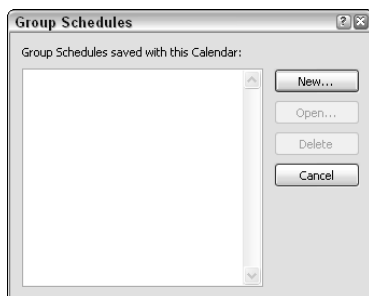 Group Schedules
Group Schedules saved with this Calendar:
New...
Open...
Delete
Cancel